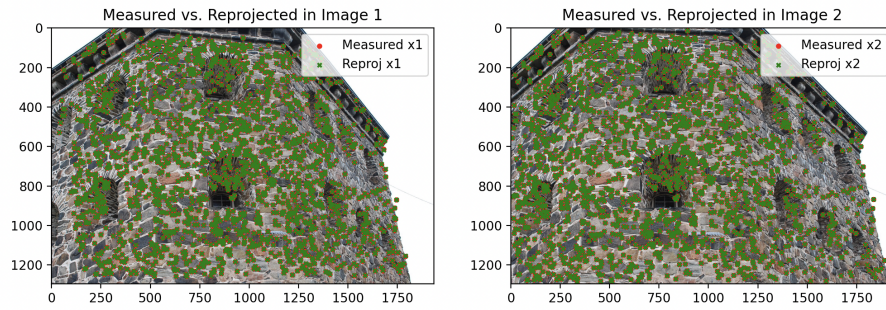 Measured vs. Reprojected in Image 1
Measured x1
Reproj x1
0
200
400
600
800
1000
1200
0 250 500 750 1000 1250 1500 1750
Measured vs. Reprojected in Image 2
Measured x2
Reproj x2
0
200
400
600
800
1000
1200
0 250 500 750 1000 1250 1500 1750